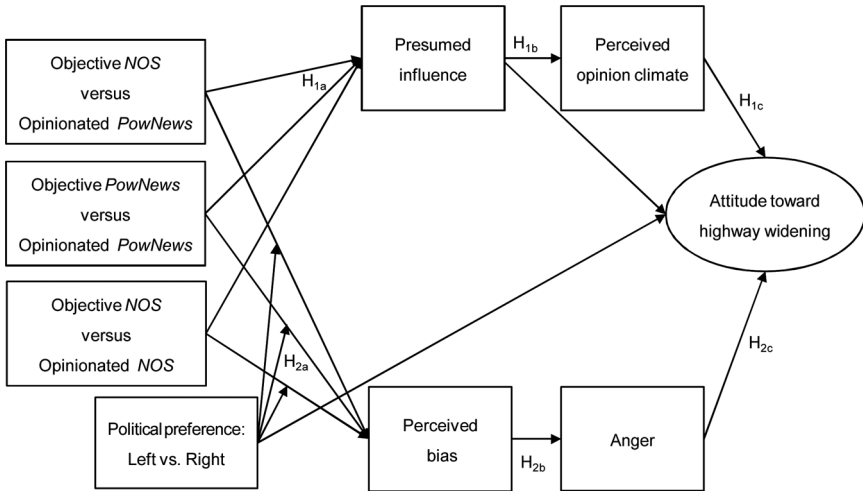 Objective NOS
versus
Opinionated PowNews
Objective PowNews
versus
Opinionated PowNews
Objective NOS
versus
Opinionated NOS
Political preference:
Left vs. Right
H1a
H2a
Presumed
influence
H1b
Perceived
opinion climate
H1c
Attitude toward
highway widening
H2c
Perceived
bias
H2b
Anger